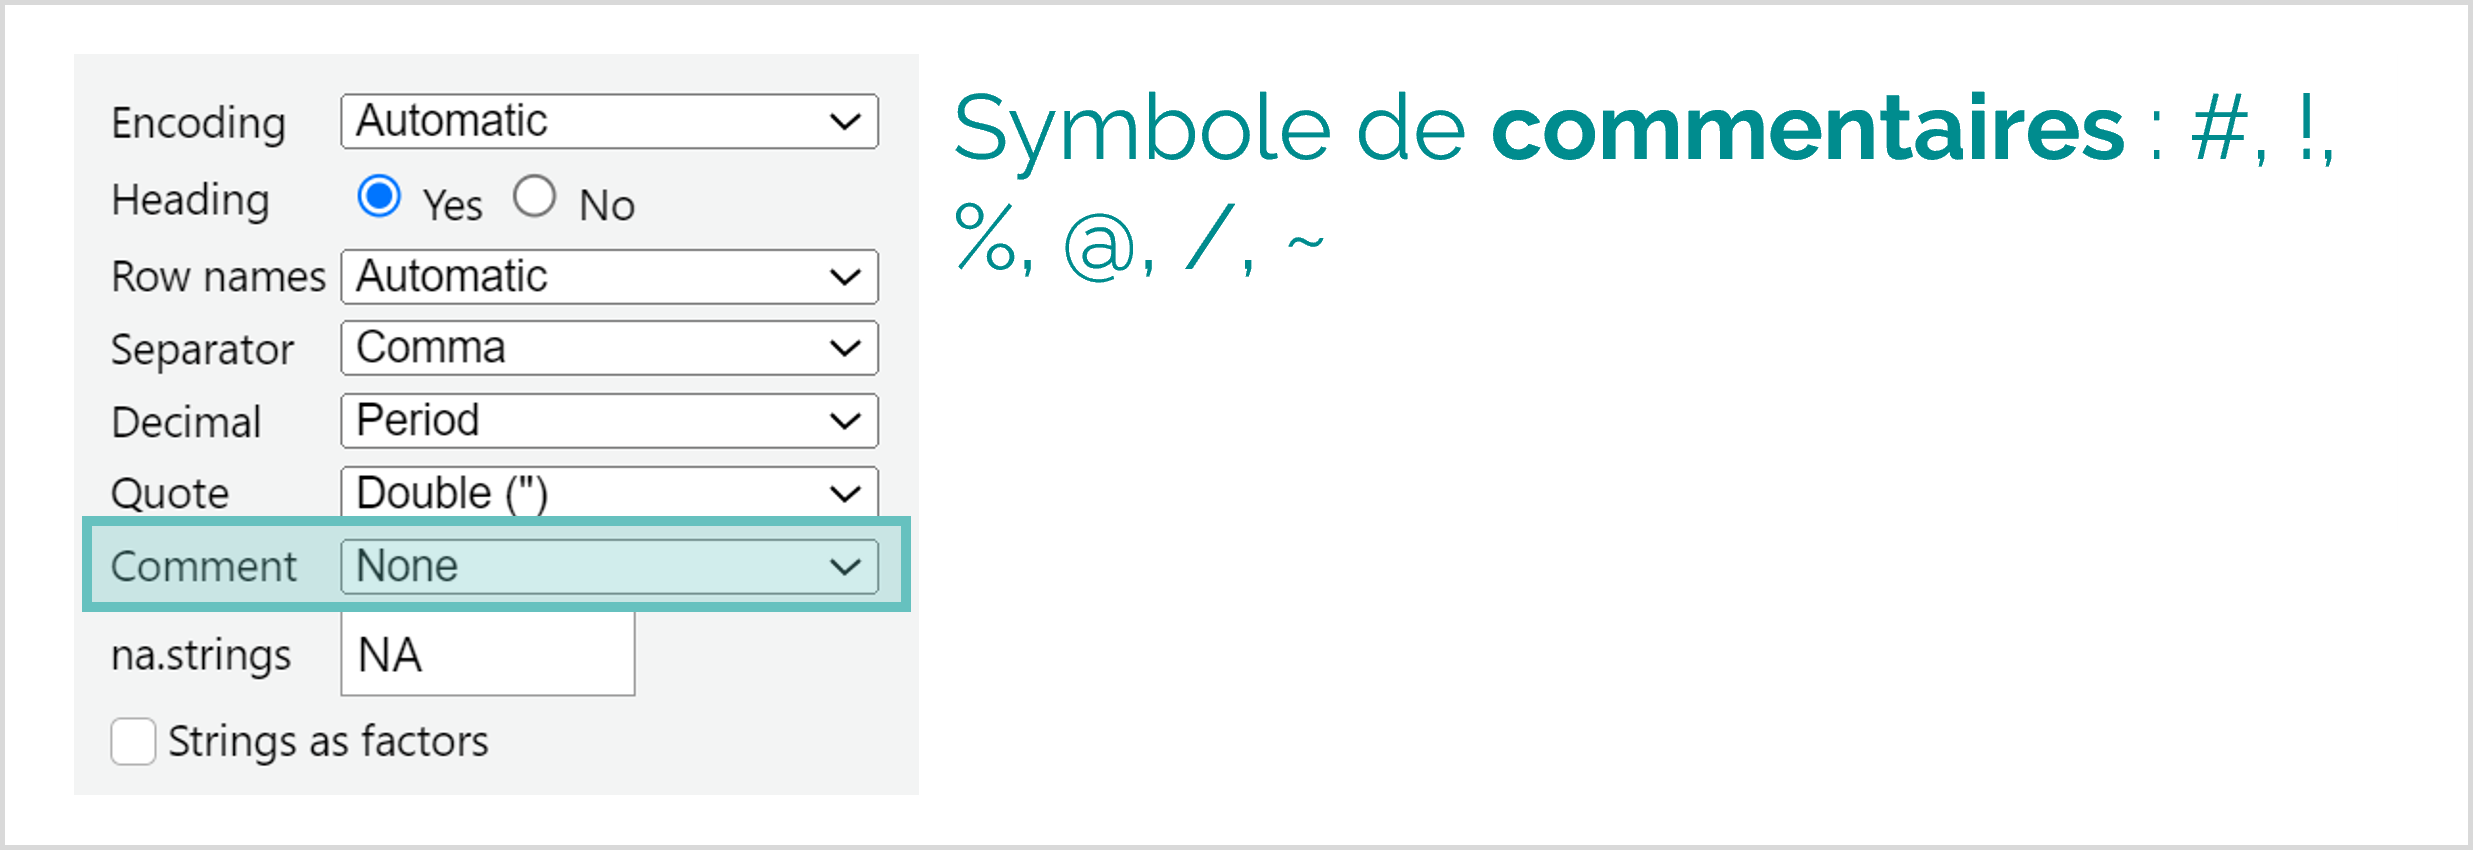 Encoding Automatic
Heading Yes No
Row names Automatic
Separator Comma
Decimal Period
Quote Double (")
Comment None
na.strings NA
Strings as factors
Symbole de commentaires : #, !,
%, @, /, ~